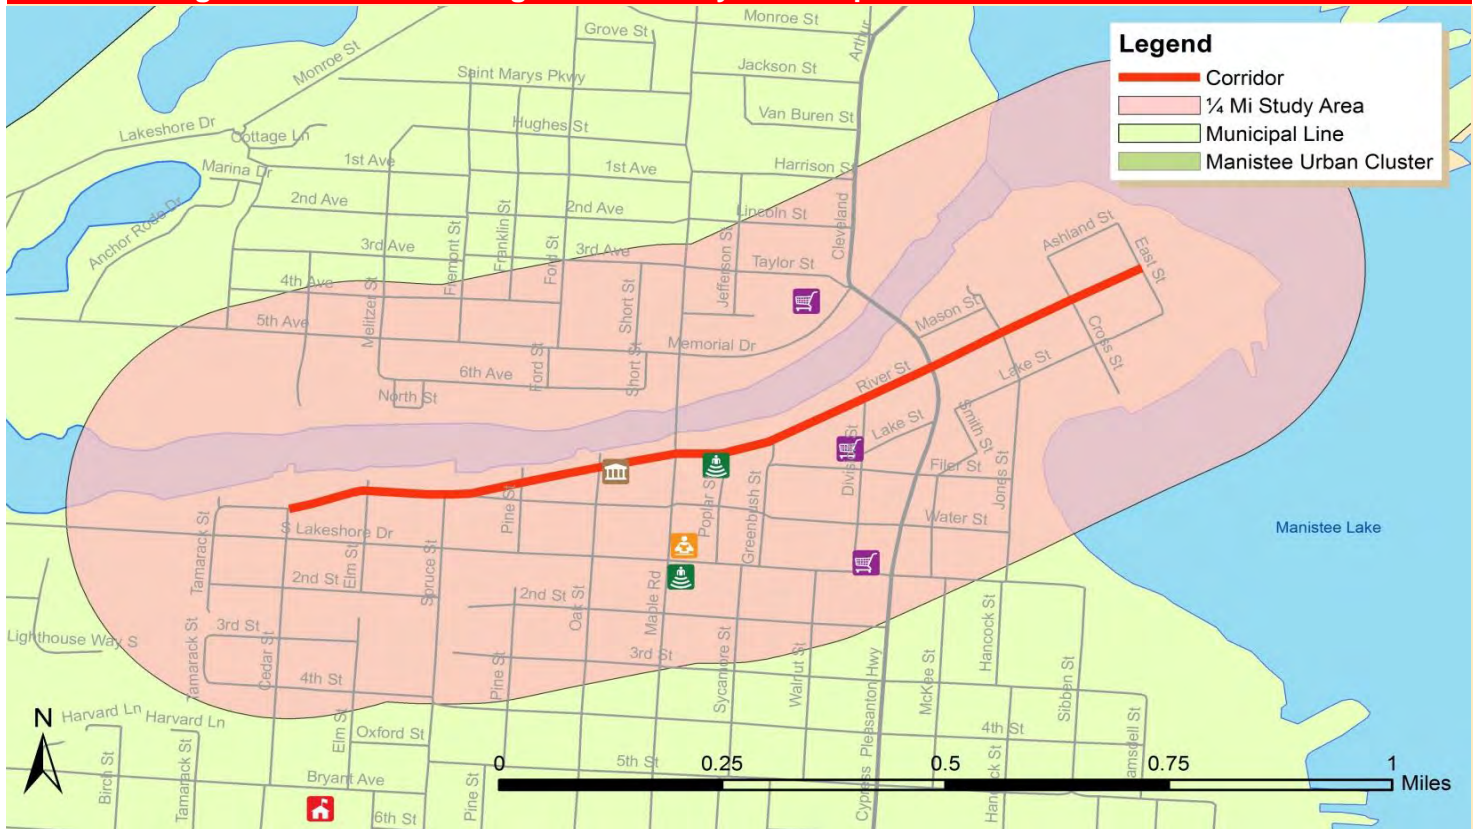 Monroe St
Grove St
Arthur
Monroe St
Jackson St
Saint Marys Pkwy
Van Buren St
Lakeshore Dr
Cottage Ln
Hughes St
Marina Dr
1st Ave
1st Ave
Harrison S
2nd Ave
2nd Ave
Lincoln St
Anchor Rode Dr
Fremont St
Franklin St
Ford St
3rd Ave
3rd Ave
Cleveland
Taylor St
Jefferson St
4th Ave
Melitzer St
Short St
5th Ave
Memorial Dr
Ford St
Short St
6th Ave
North St
Ashland St
East St
Mason St
Cross St
Lake St
River St
Lake St
Smith St
Divis
St
Filer St
Jones St
Water St
Pine St
Poplar S
Greenbush St
Tamarack St
S Lakeshore Dr
Elm St
Spruce St
2nd St
2nd St
Oak St
Maple Rd
Manistee Lake
Lighthouse Way S
Tamarack St
3rd St
Cedar St
4th St
Pine St
3rd St
Sycamore St
Walnut St
Cypress
Pleasanton Hwy
McKee St
Hancock St
Sibben St
4th St
amsdell St
Harvard Ln
Harvard Ln
Elm St
Oxford St
Birch St
Tamarack St
Bryant Ave
Pine St
5th St
6th St
Han
k St
N
0 0.25 0.5 0.75 1
Miles
Legend
Corridor
¼ Mi Study Area
Municipal Line
Manistee Urban Cluster